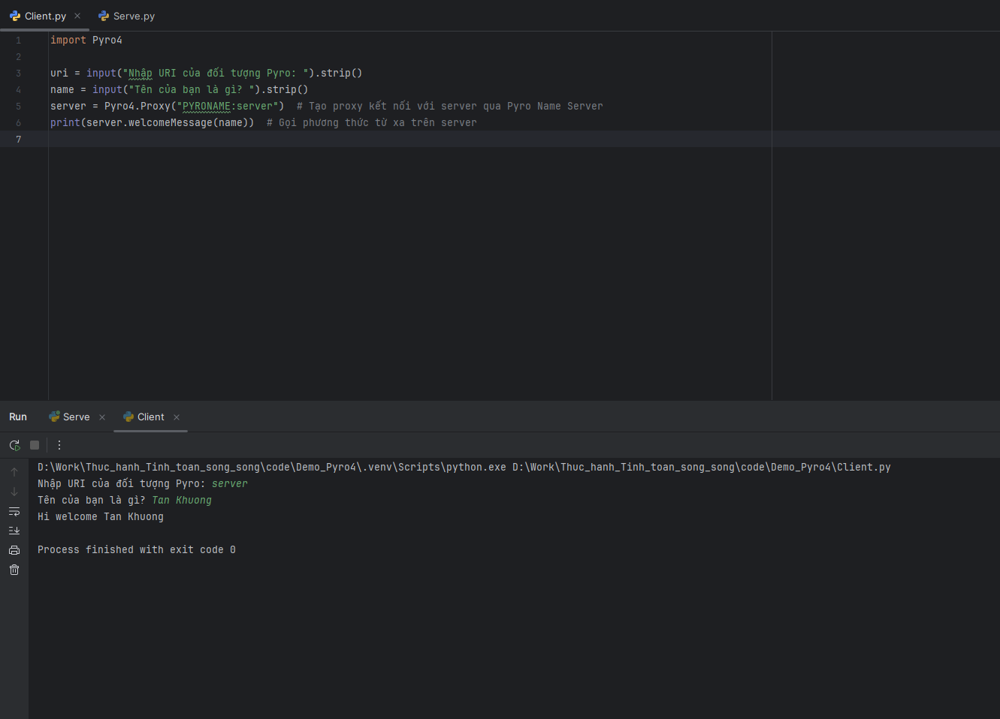 Client.py
Serve.py
1 import Pyro4
2
3 uri = input("Nhập URI của đối tượng Pyro: ").strip()
4 name = input("Tên của bạn là gì? ").strip()
5 server = Pyro4.Proxy("PYRONAME:server")  # Tạo proxy kết nối với server qua Pyro Name Server
6 print(server.welcomeMessage(name))  # Gọi phương thức từ xa trên server
7
Run Serve Client
D:\Work\Thuc_hanh_Tinh_toan_song_song\code\Demo_Pyro4\.venv\Scripts\python.exe D:\Work\Thuc_hanh_Tinh_toan_song_song\code\Demo_Pyro4\Client.py
Nhập URI của đối tượng Pyro: server
Tên của bạn là gì? Tan Khuong
Hi welcome Tan Khuong
Process finished with exit code 0